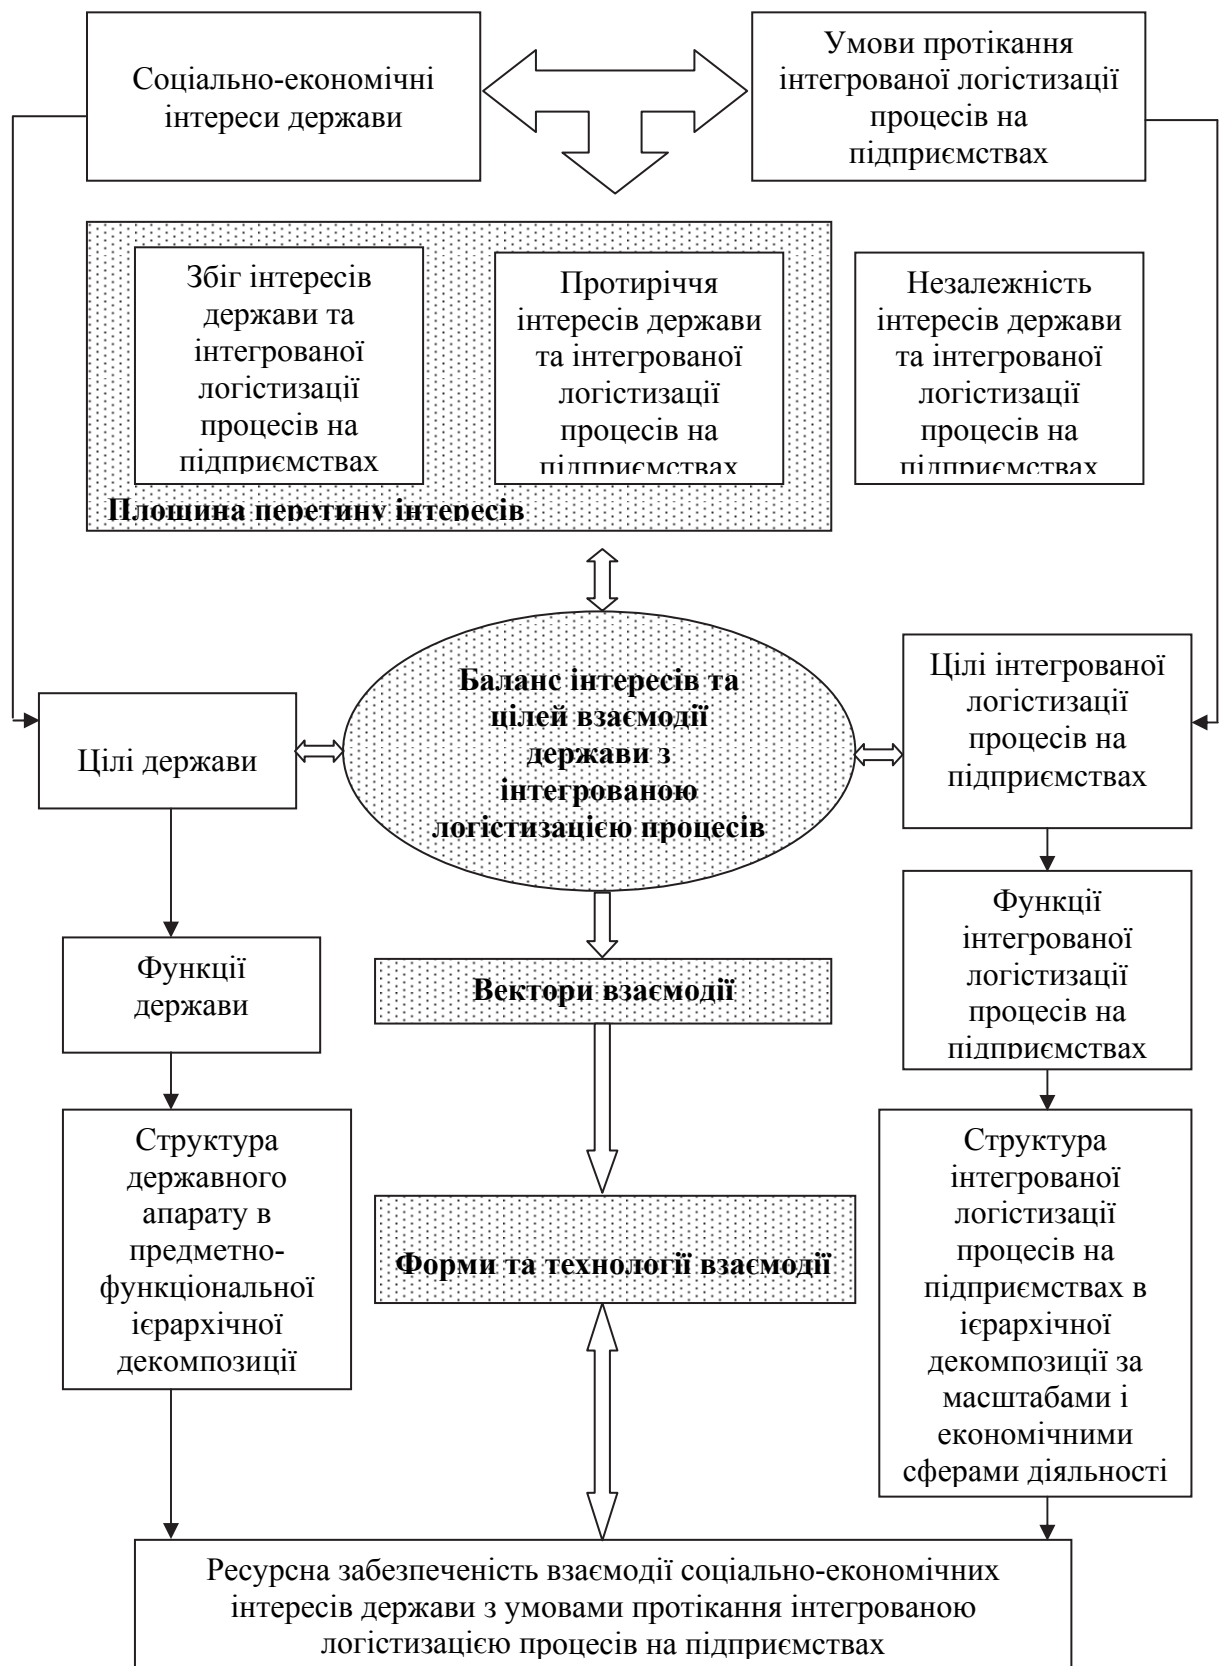 Соціально-економічні
інтереси держави
Умови протікання
інтегрованої логістизації
процесів на
підприємствах
Збіг інтересів
держави та
інтегрованої
логістизації
процесів на
підприємствах
Протиріччя
інтересів держави
та інтегрованої
логістизації
процесів на
підприємствах
Незалежність
інтересів держави
та інтегрованої
логістизації
процесів на
підприємствах
Площина перетину інтересів
Баланс інтересів та
цілей взаємодії
держави з
інтегрованою
логістизацією процесів
Цілі держави
Цілі інтегрованої
логістизації
процесів на
підприємствах
Функції
держави
Вектори взаємодії
Функції
інтегрованої
логістизації
процесів на
підприємствах
Структура
державного
апарату в
предметно-
функціональної
ієрархічної
декомпозиції
Форми та технології взаємодії
Структура
інтегрованої
логістизації
процесів на
підприємствах в
ієрархічної
декомпозиції за
масштабами і
економічними
сферами діяльності
Ресурсна забезпеченість взаємодії соціально-економічних
інтересів держави з умовами протікання інтегрованою
логістизацією процесів на підприємствах